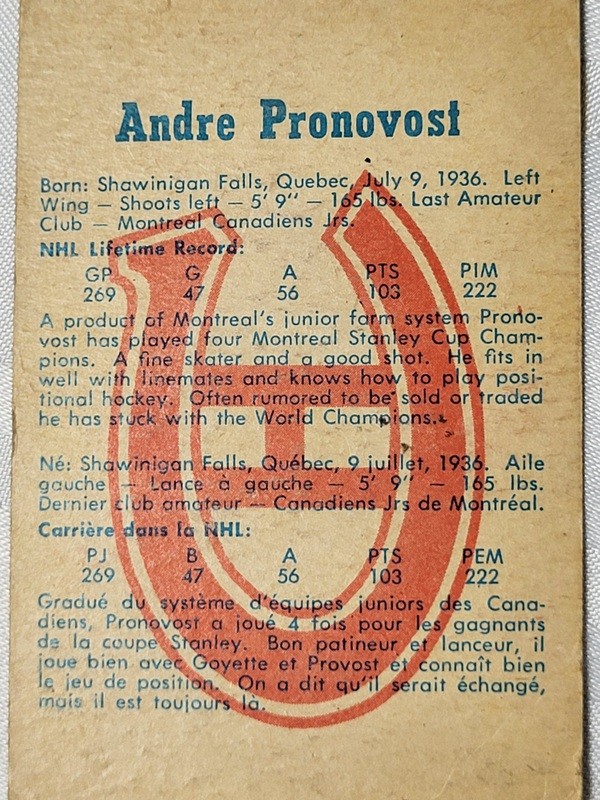 Andre Pronovost
Born: Shawinigan Falls, Quebec, July 9, 1936. Left
Wing — Shoots left — 5' 9" — 165 lbs. Last Amateur
Club — Montreal Canadiens Jrs.
NHL Lifetime Record:
GP G A PTS PIM
269 47 56 103 222
A product of Montreal's junior farm system Prono-
vost has played four Montreal Stanley Cup Cham-
pions. A fine skater and a good shot. He fits in
well with linemates and knows how to play posi-
tional hockey. Often rumored to be sold or traded
he has stuck with the World Champions.
Né: Shawinigan Falls, Québec, 9 juillet, 1936. Aile
gauche — Lance à gauche — 5' 9" — 165 lbs.
Dernier club amateur — Canadiens Jrs de Montréal.
Carrière dans la NHL:
PJ B A PTS PEM
269 47 56 103 222
Gradué du système d'équipes juniors des Cana-
diens, Pronovost a joué 4 fois pour les gagnants
de la coupe Stanley. Bon patineur et lanceur, il
joue bien avec Goyette et Provost et connaît bien
le jeu de position. On a dit qu'il serait échangé,
mais il est toujours là.